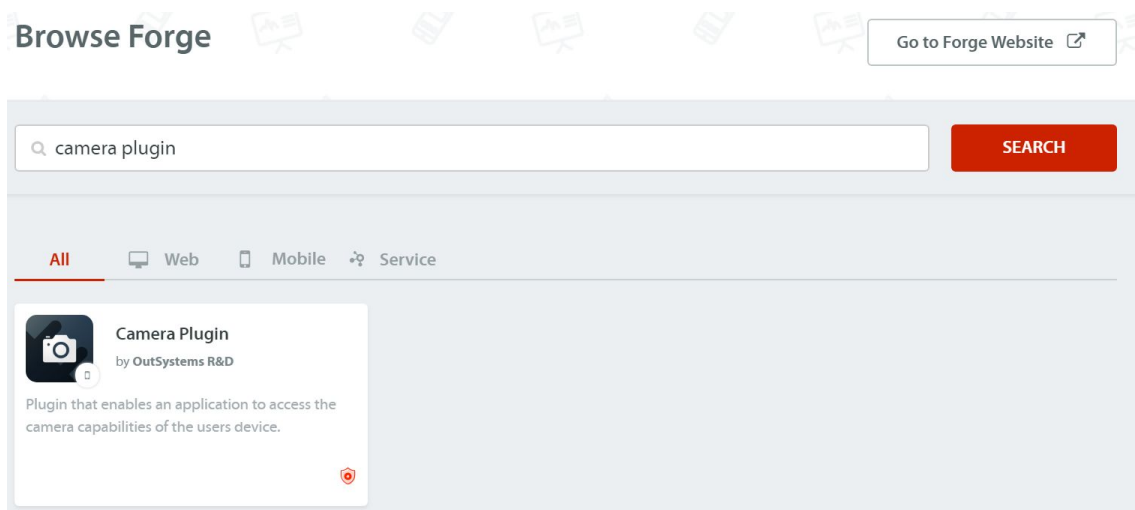 Browse Forge
Go to Forge Website
camera plugin
SEARCH
All Web Mobile Service
Camera Plugin
by OutSystems R&D
Plugin that enables an application to access the
camera capabilities of the users device.